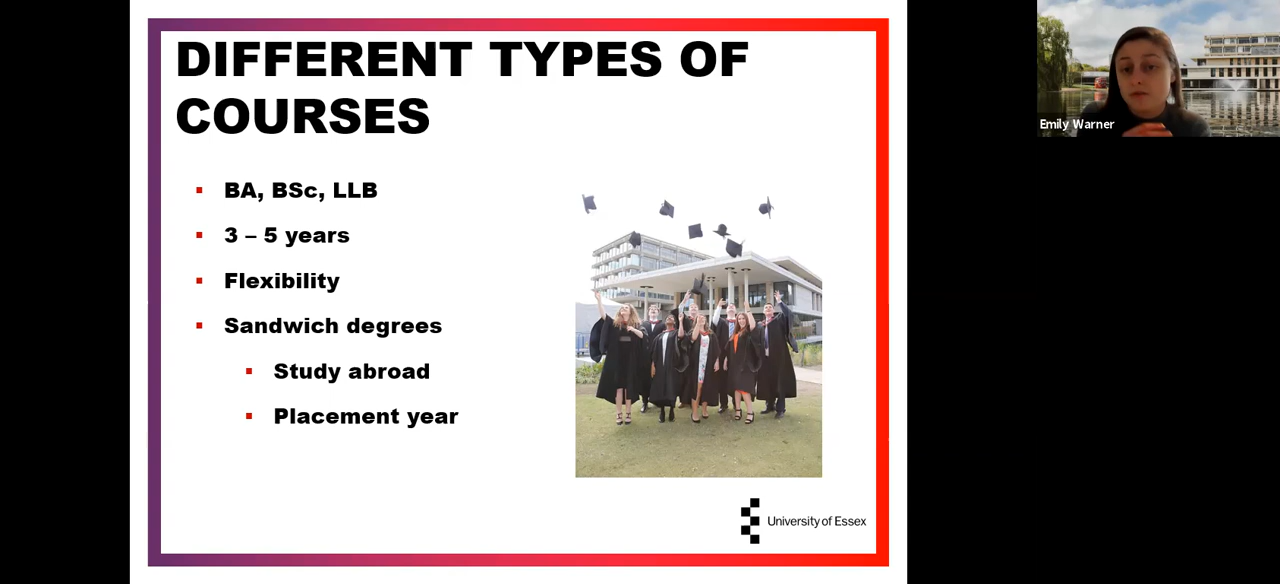 DIFFERENT TYPES OF
COURSES
BA, BSc, LLB
3 – 5 years
Flexibility
Sandwich degrees
Study abroad
Placement year
University of Essex
Emily Warner